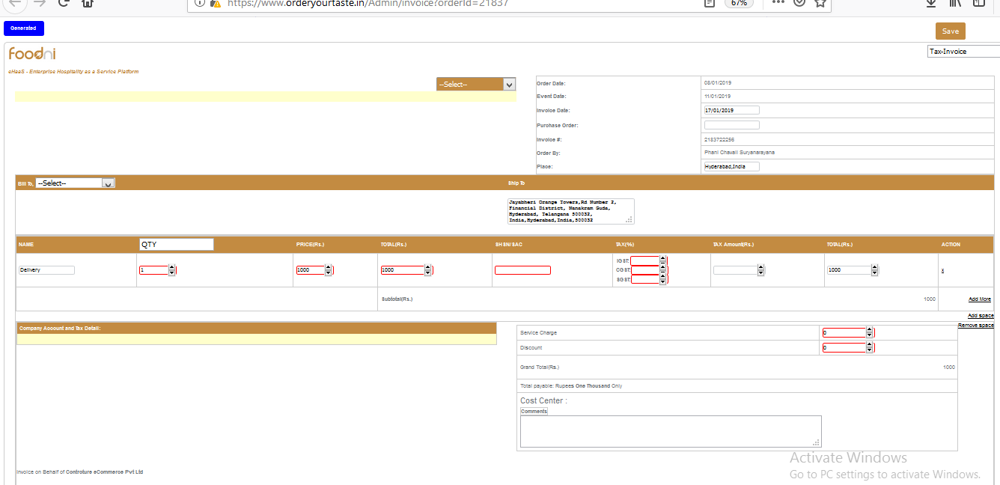 https://www.orderyourtaste.in/Admin/invoice?orderId=21837
67%
Generated
Save
foodni
Tax-Invoice
eHaaS - Enterprise Hospitality as a Service Platform
--Select--
Order Date: 08/01/2019
Event Date: 11/01/2019
Invoice Date: 17/01/2019
Purchase Order:
Invoice #: 2183722256
Order By: Phani Chavali Suryanarayana
Place: Hyderabad,India
Bill To, --Select-- Ship To
Jayabheri Orange Towers,Rd Number 2,
Financial District, Nanakram Guda,
Hyderabad, Telangana 500032,
India,Hyderabad,India,500032
NAME QTY PRICE(Rs.) TOTAL(Rs.) SHSN/SAC TAX(%) TAX Amount(Rs.) TOTAL(Rs.) ACTION
IGST:
Delivery 1 1000 1000 CGST: 1000 x
SGST:
Subtotal(Rs.) 1000 Add More
Add space
Remove space
Company Account and Tax Detail:
Service Charge 0
Discount 0
Grand Total(Rs.) 1000
Total payable: Rupees One Thousand Only
Cost Center :
Comments
Invoice on Behalf of Controture eCommerce Pvt Ltd
Activate Windows
Go to PC settings to activate Windows.